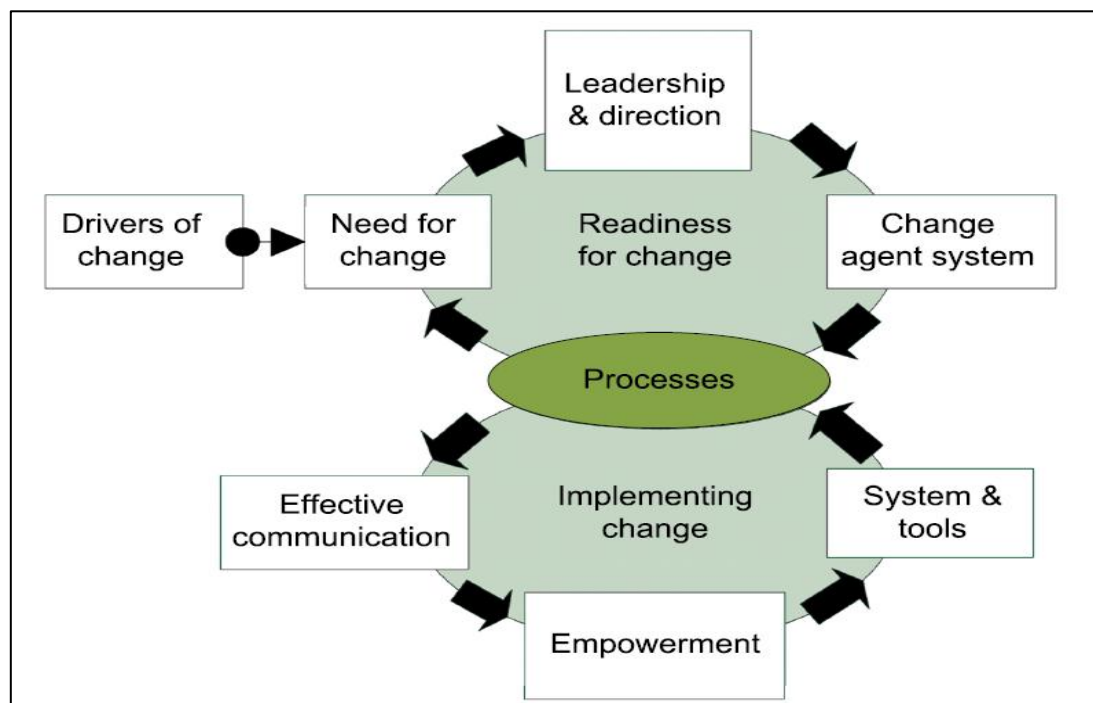 Leadership
& direction
Drivers of
change
Need for
change
Readiness
for change
Change
agent system
Processes
Effective
communication
Implementing
change
System &
tools
Empowerment